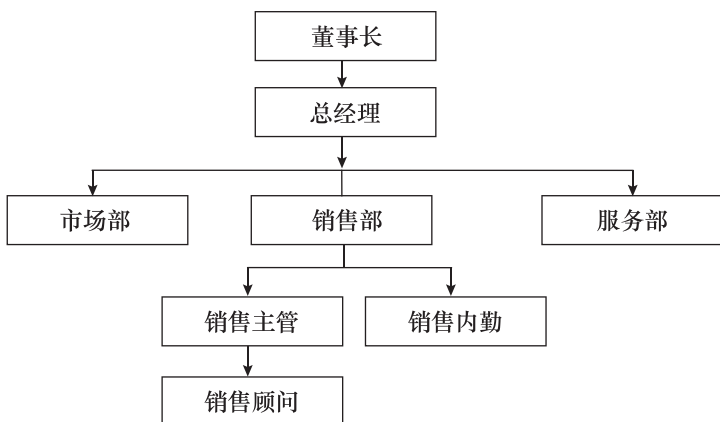 董事长
总经理
市场部
销售部
服务部
销售主管
销售内勤
销售顾问